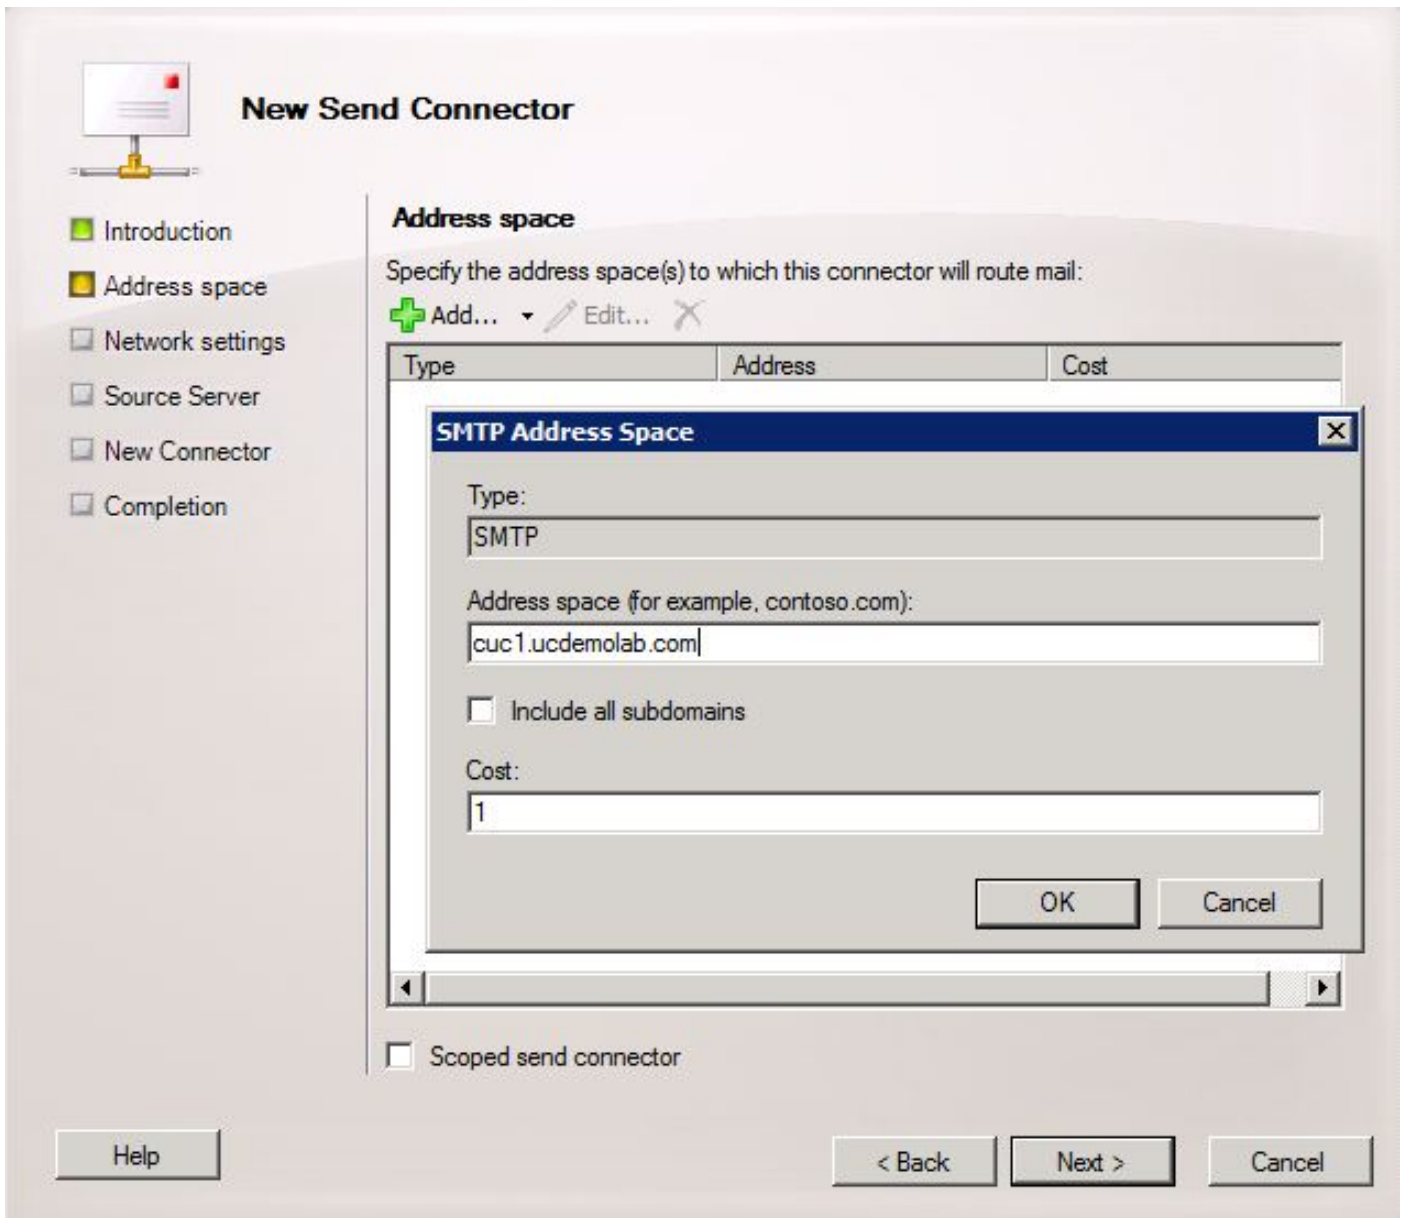 New Send Connector
Introduction
Address space
Network settings
Source Server
New Connector
Completion
Address space
Specify the address space(s) to which this connector will route mail:
Add... Edit...
Type Address Cost
SMTP Address Space
Type:
SMTP
Address space (for example, contoso.com):
cuc1.ucdemolab.com
Include all subdomains
Cost:
1
OK Cancel
Scoped send connector
Help < Back Next > Cancel